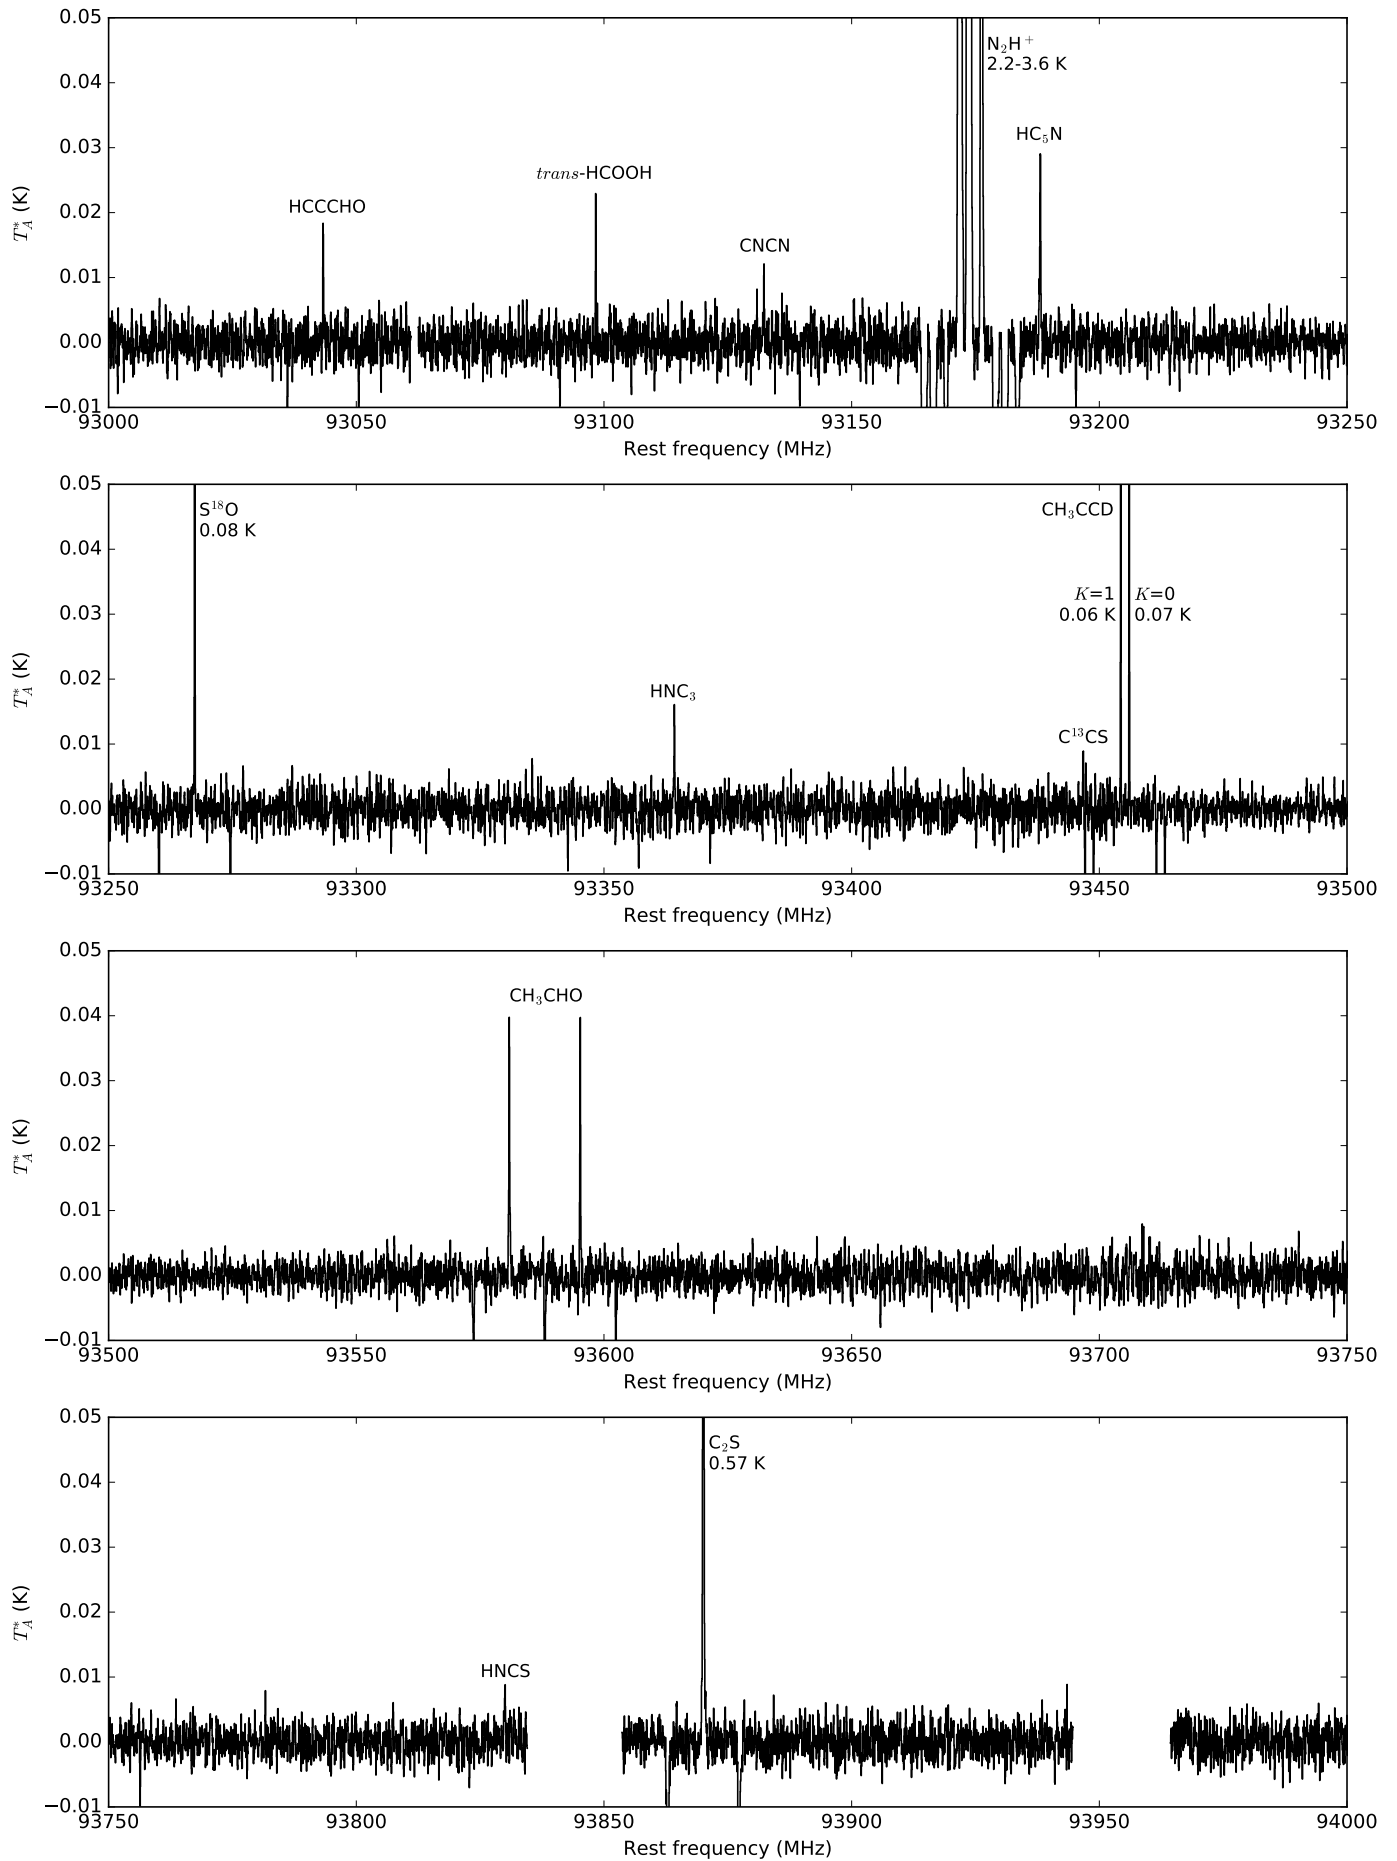 0.05
0.04
0.03
0.02
0.01
0.00
−0.01
T*A (K)
N2H+
2.2-3.6 K
HC5N
trans-HCOOH
HCCCHO
CNCN
93000 93050 93100 93150 93200 93250
Rest frequency (MHz)
0.05
0.04
0.03
0.02
0.01
0.00
−0.01
T*A (K)
S18O
0.08 K
CH3CCD
K=1 K=0
0.06 K 0.07 K
HNC3
C13CS
93250 93300 93350 93400 93450 93500
Rest frequency (MHz)
0.05
0.04
0.03
0.02
0.01
0.00
−0.01
T*A (K)
CH3CHO
93500 93550 93600 93650 93700 93750
Rest frequency (MHz)
0.05
0.04
0.03
0.02
0.01
0.00
−0.01
T*A (K)
C2S
0.57 K
HNCS
93750 93800 93850 93900 93950 94000
Rest frequency (MHz)